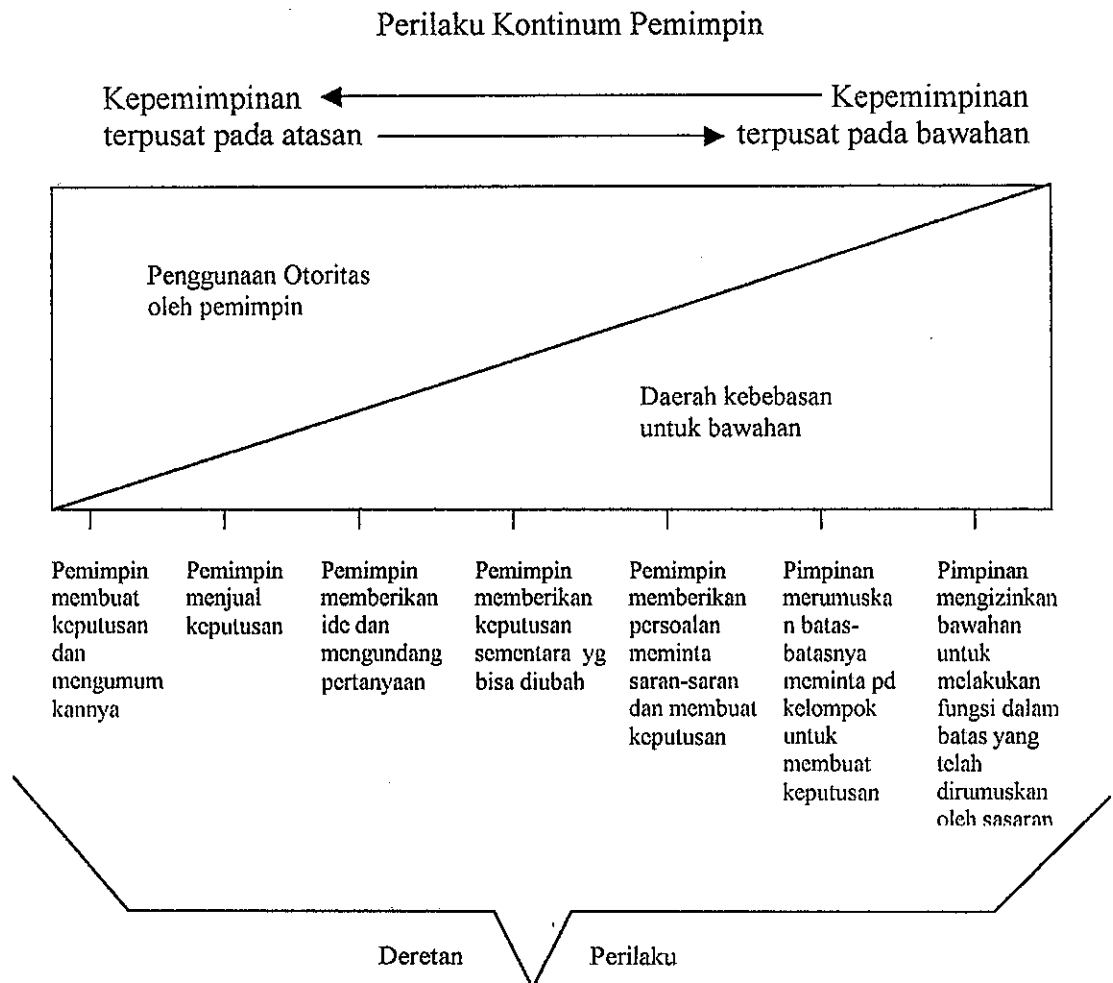 Perilaku Kontinum Pemimpin
Kepemimpinan
terpusat pada atasan
Kepemimpinan
terpusat pada bawahan
Penggunaan Otoritas
oleh pemimpin
Daerah kebebasan
untuk bawahan
Pemimpin
membuat
keputusan
dan
mengumum
kannya
Pemimpin
menjual
keputusan
Pemimpin
memberikan
ide dan
mengundang
pertanyaan
Pemimpin
memberikan
keputusan
sementara yg
bisa diubah
Pemimpin
memberikan
persoalan
meminta
saran-saran
dan membuat
keputusan
Pimpinan
merumuska
n batas-
batasnya
meminta pd
kelompok
untuk
membuat
keputusan
Pimpinan
mengizinkan
bawahan
untuk
melakukan
fungsi dalam
batas yang
telah
dirumuskan
oleh sasaran
Deretan
Perilaku